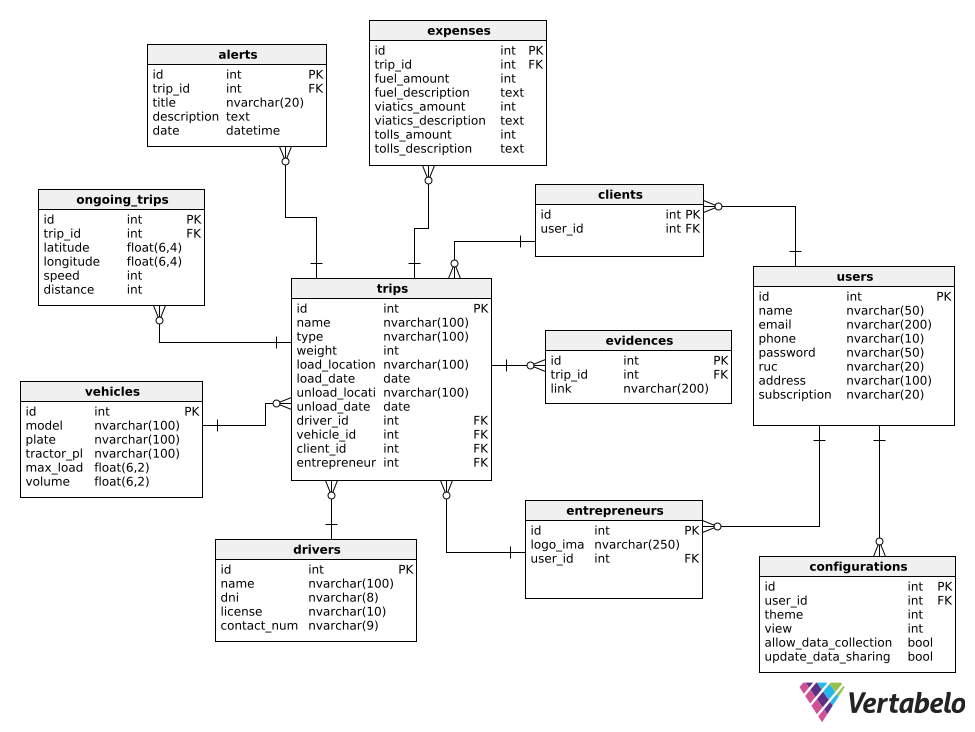 expenses
id int PK
trip_id int FK
fuel_amount int
fuel_description text
viatics_amount int
viatics_description text
tolls_amount int
tolls_description text
alerts
id int PK
trip_id int FK
title nvarchar(20)
description text
date datetime
ongoing_trips
id int PK
trip_id int FK
latitude float(6,4)
longitude float(6,4)
speed int
distance int
clients
id int PK
user_id int FK
users
id int PK
name nvarchar(50)
email nvarchar(200)
phone nvarchar(10)
password nvarchar(50)
ruc nvarchar(20)
address nvarchar(100)
subscription nvarchar(20)
trips
id int PK
name nvarchar(100)
type nvarchar(100)
weight int
load_location nvarchar(100)
load_date date
unload_locati nvarchar(100)
unload_date date
driver_id int FK
vehicle_id int FK
client_id int FK
entrepreneur int FK
evidences
id int PK
trip_id int FK
link nvarchar(200)
vehicles
id int PK
model nvarchar(100)
plate nvarchar(100)
tractor_pl nvarchar(100)
max_load float(6,2)
volume float(6,2)
entrepreneurs
id int PK
logo_ima nvarchar(250)
user_id int FK
drivers
id int PK
name nvarchar(100)
dni nvarchar(8)
license nvarchar(10)
contact_num nvarchar(9)
configurations
id int PK
user_id int FK
theme int
view int
allow_data_collection bool
update_data_sharing bool
Vertabelo